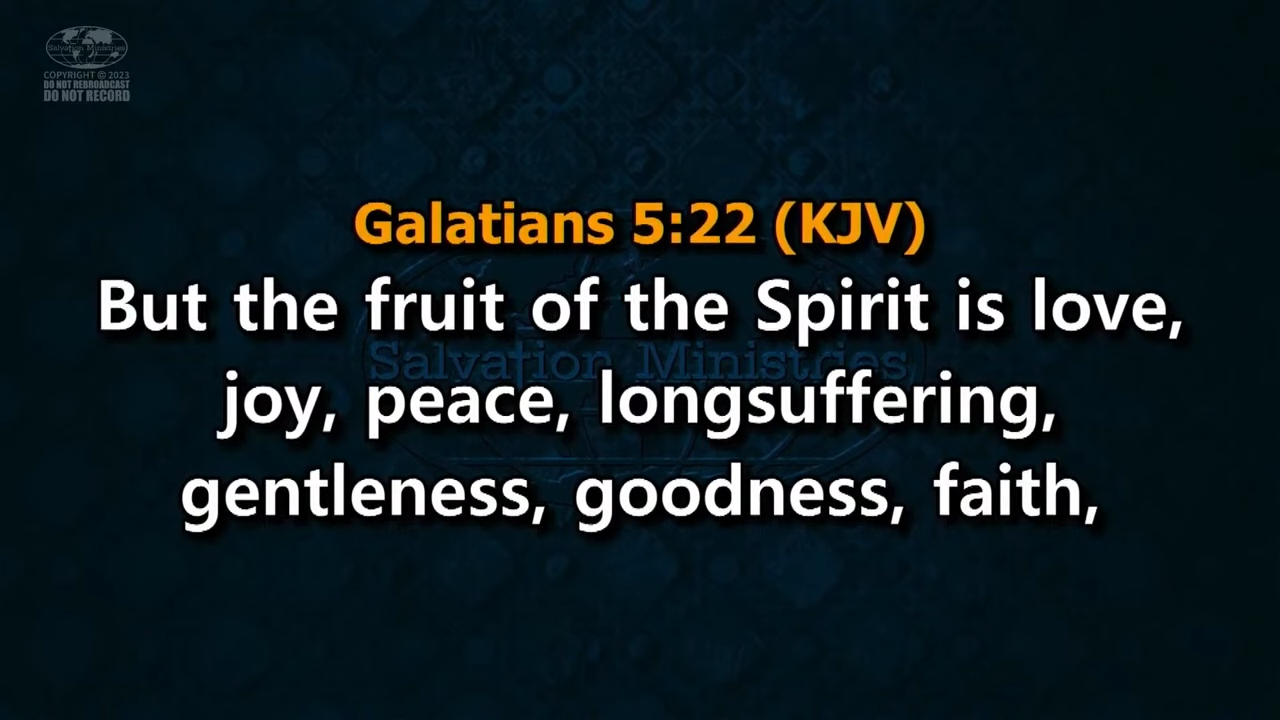 Salvation Ministries
COPYRIGHT © 2023
DO NOT REBROADCAST
DO NOT RECORD
Galatians 5:22 (KJV)
But the fruit of the Spirit is love,
Salvation Ministries
joy, peace, longsuffering,
gentleness, goodness, faith,